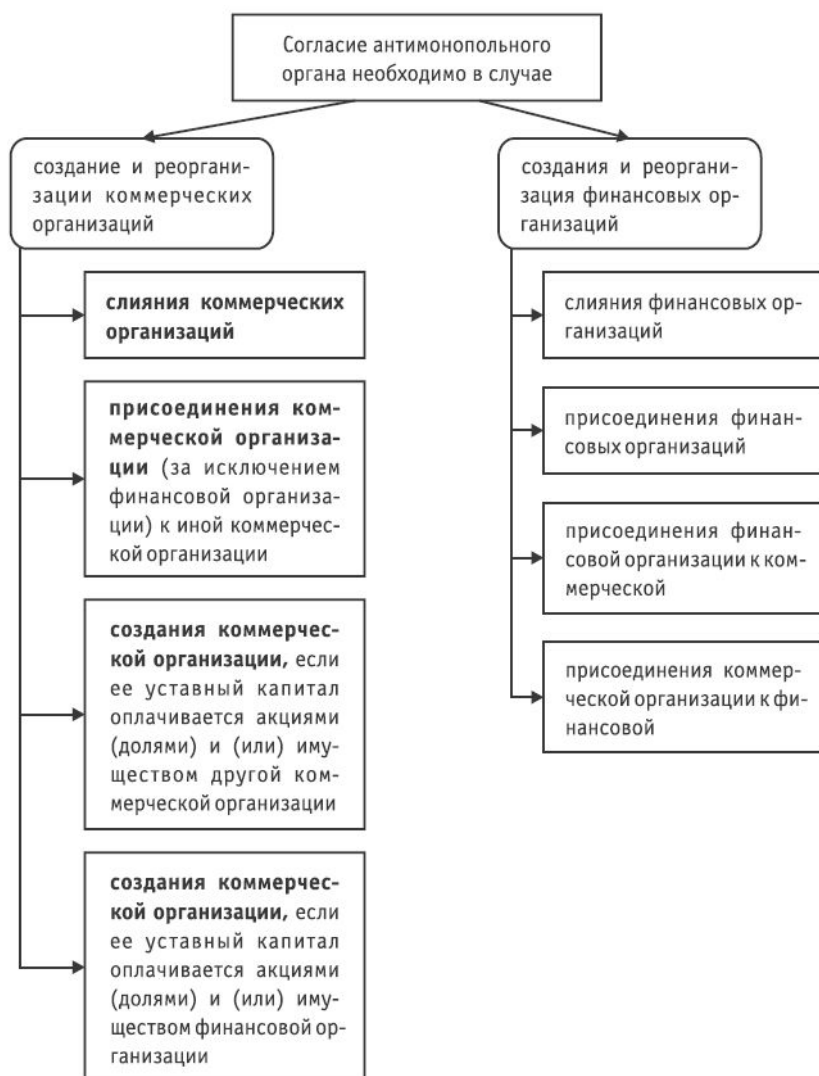 Согласие антимонопольного
органа необходимо в случае
создание и реоргани-
зации коммерческих
организаций
слияния коммерческих
организаций
присоединения ком-
мерческой организа-
ции (за исключением
финансовой организа-
ции) к иной коммерчес-
кой организации
создания коммерчес-
кой организации, если
ее уставный капитал
оплачивается акциями
(долями) и (или) иму-
ществом другой ком-
мерческой организации
создания коммерчес-
кой организации, если
ее уставный капитал
оплачивается акциями
(долями) и (или) иму-
ществом финансовой ор-
ганизации
создания и реоргани-
зация финансовых ор-
ганизаций
слияния финансовых ор-
ганизаций
присоединения финан-
совых организаций
присоединения финан-
совой организации к ком-
мерческой
присоединения коммер-
ческой организации к фи-
нансовой